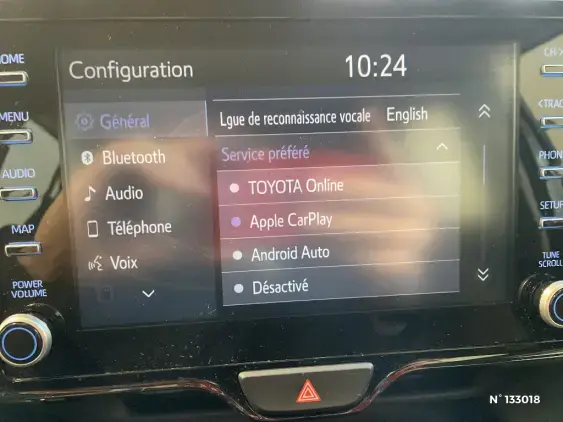 HOME
MENU
AUDIO
MAP
POWER
VOLUME
Configuration
10:24
Général
Bluetooth
Audio
Téléphone
Voix
Lgue de reconnaissance vocale English
Service préféré
TOYOTA Online
Apple CarPlay
Android Auto
Désactivé
CH >
< TRACK
PHONE
SETUP
TUNE
SCROLL
N° 133018